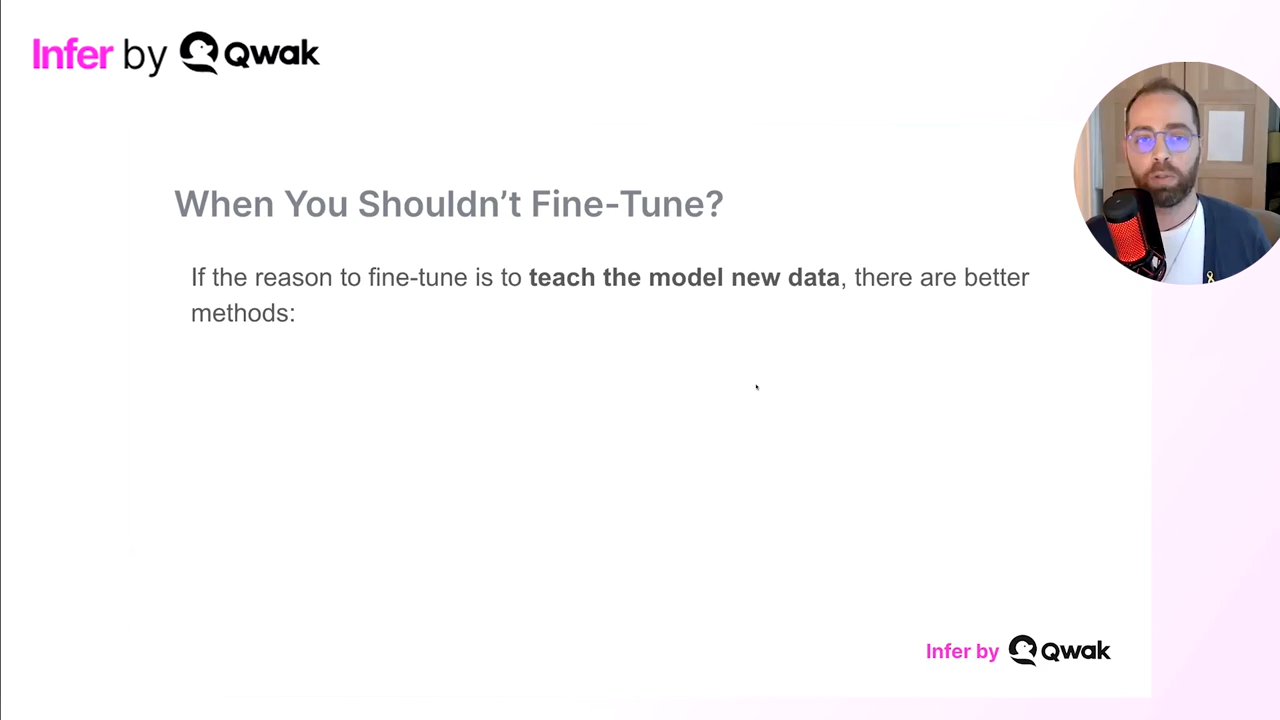 Infer by Qwak
When You Shouldn’t Fine-Tune?
If the reason to fine-tune is to teach the model new data, there are better
methods:
Infer by Qwak